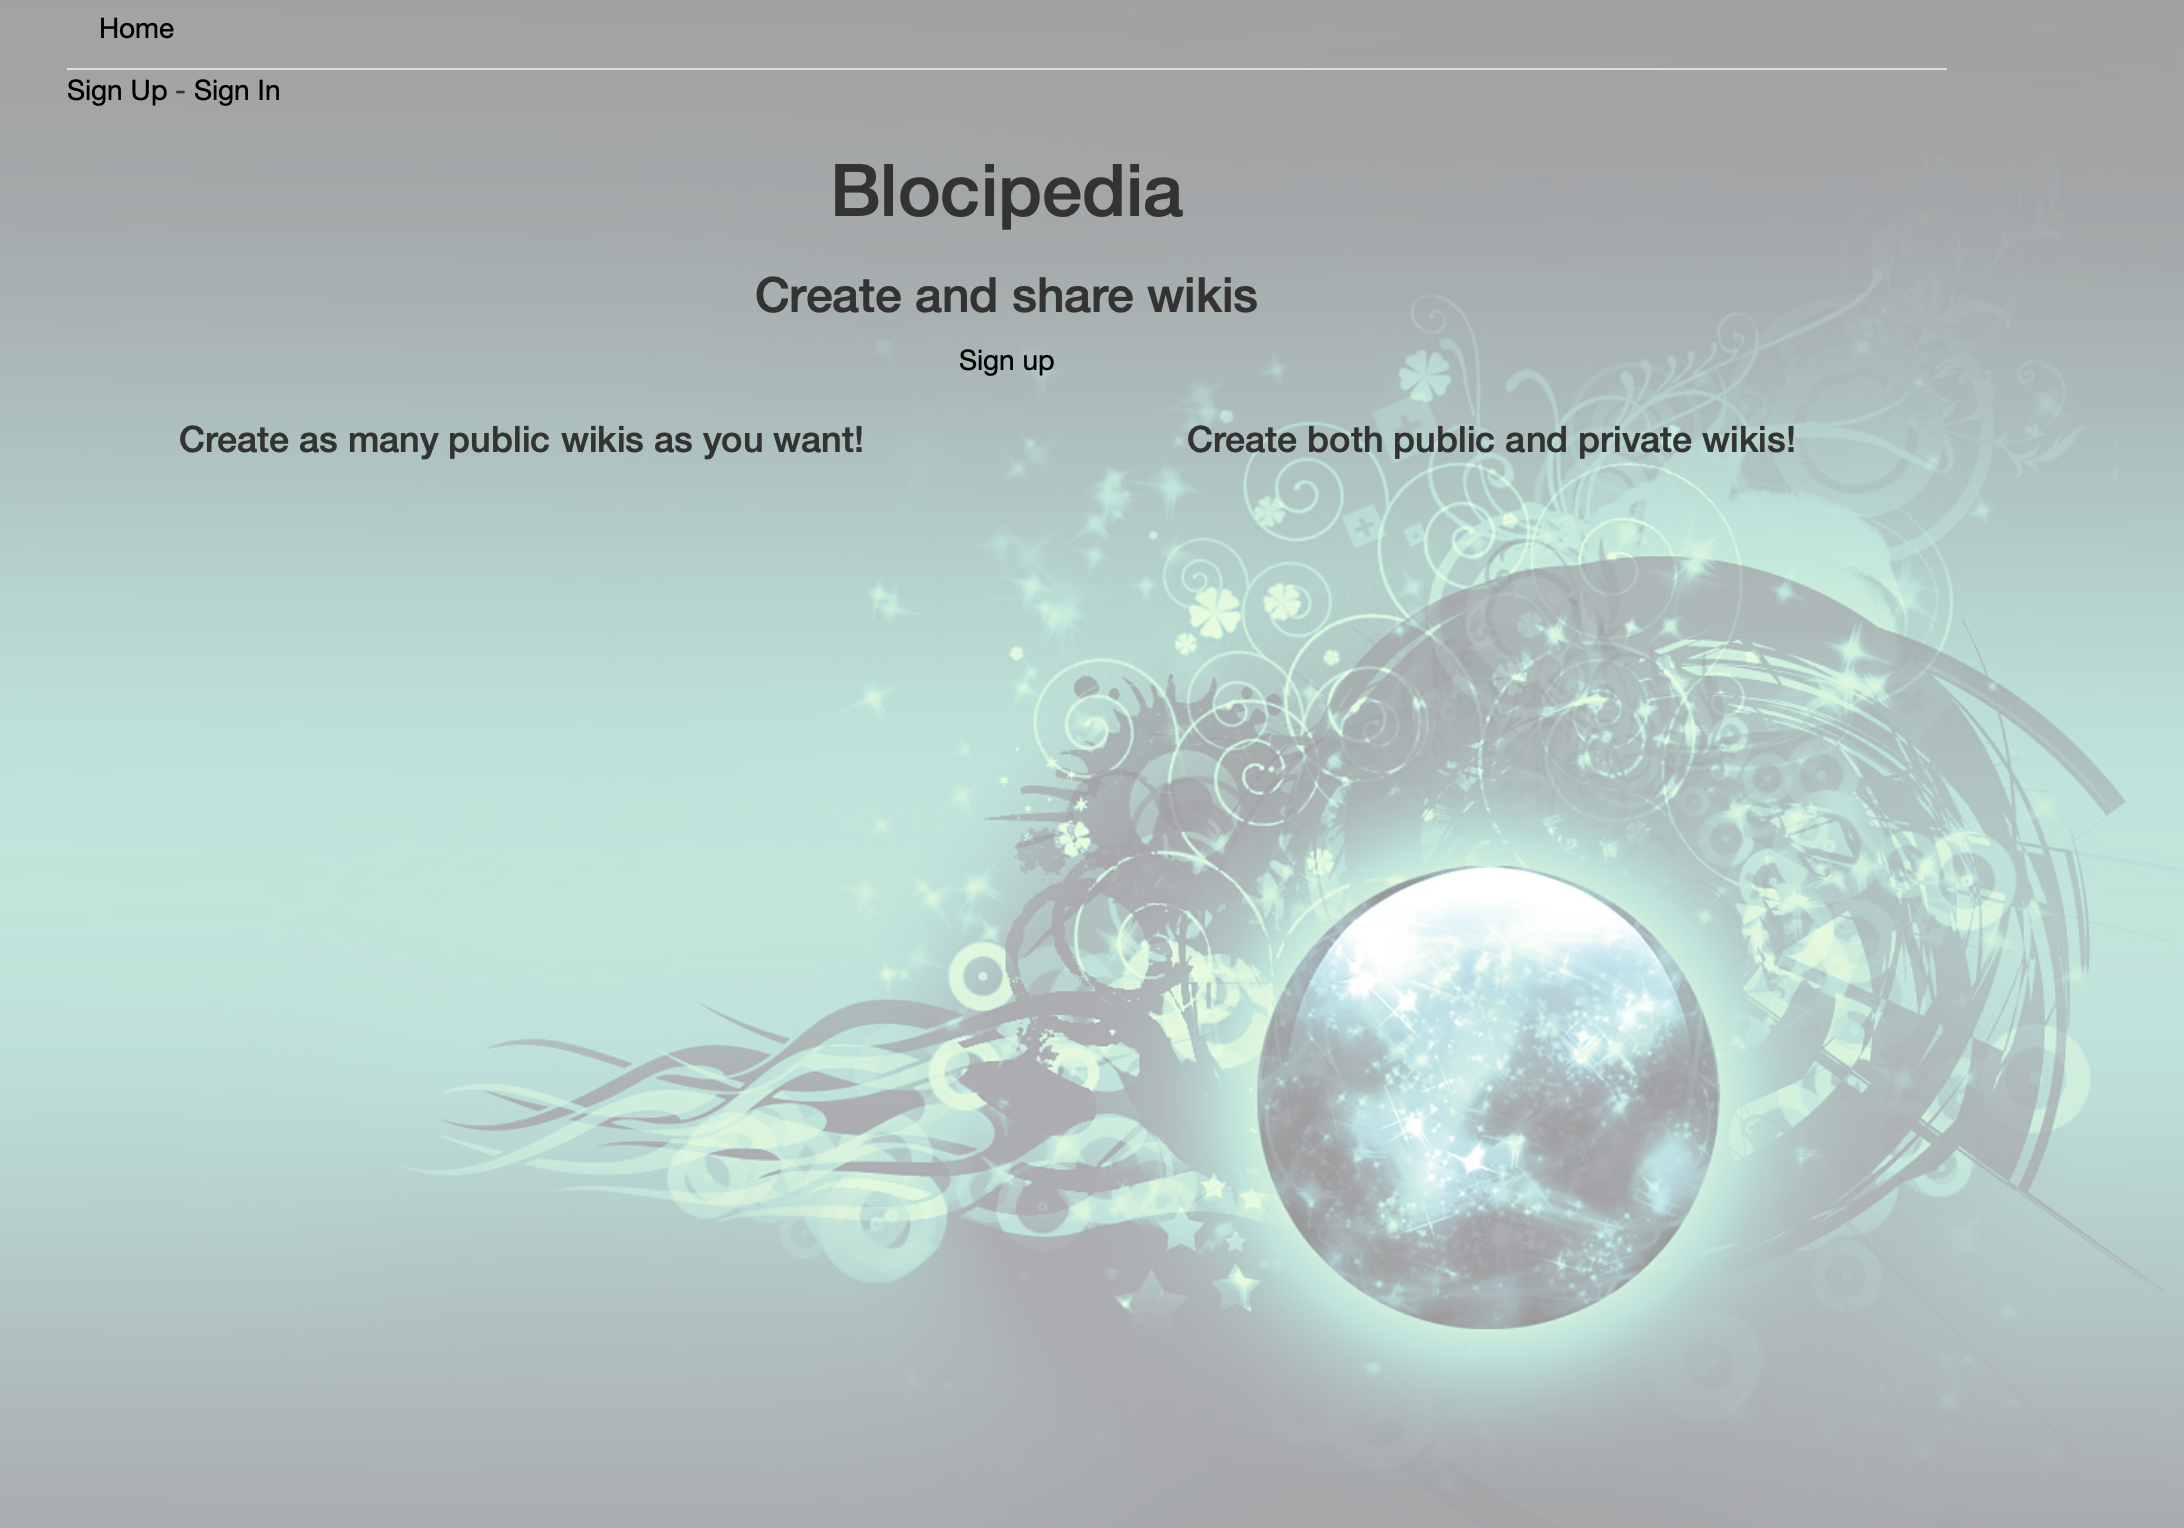 Home
Sign Up - Sign In
Blocipedia
Create and share wikis
Sign up
Create as many public wikis as you want!
Create both public and private wikis!